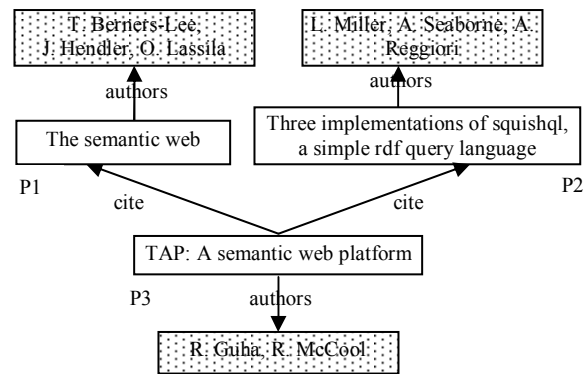 T. Berners-Lee,
J. Hendler, O. Lassila
L. Miller, A. Seaborne, A.
Reggiori
authors
authors
The semantic web
Three implementations of squishql,
a simple rdf query language
P1
P2
cite
cite
TAP: A semantic web platform
P3
authors
R. Guha, R. McCool